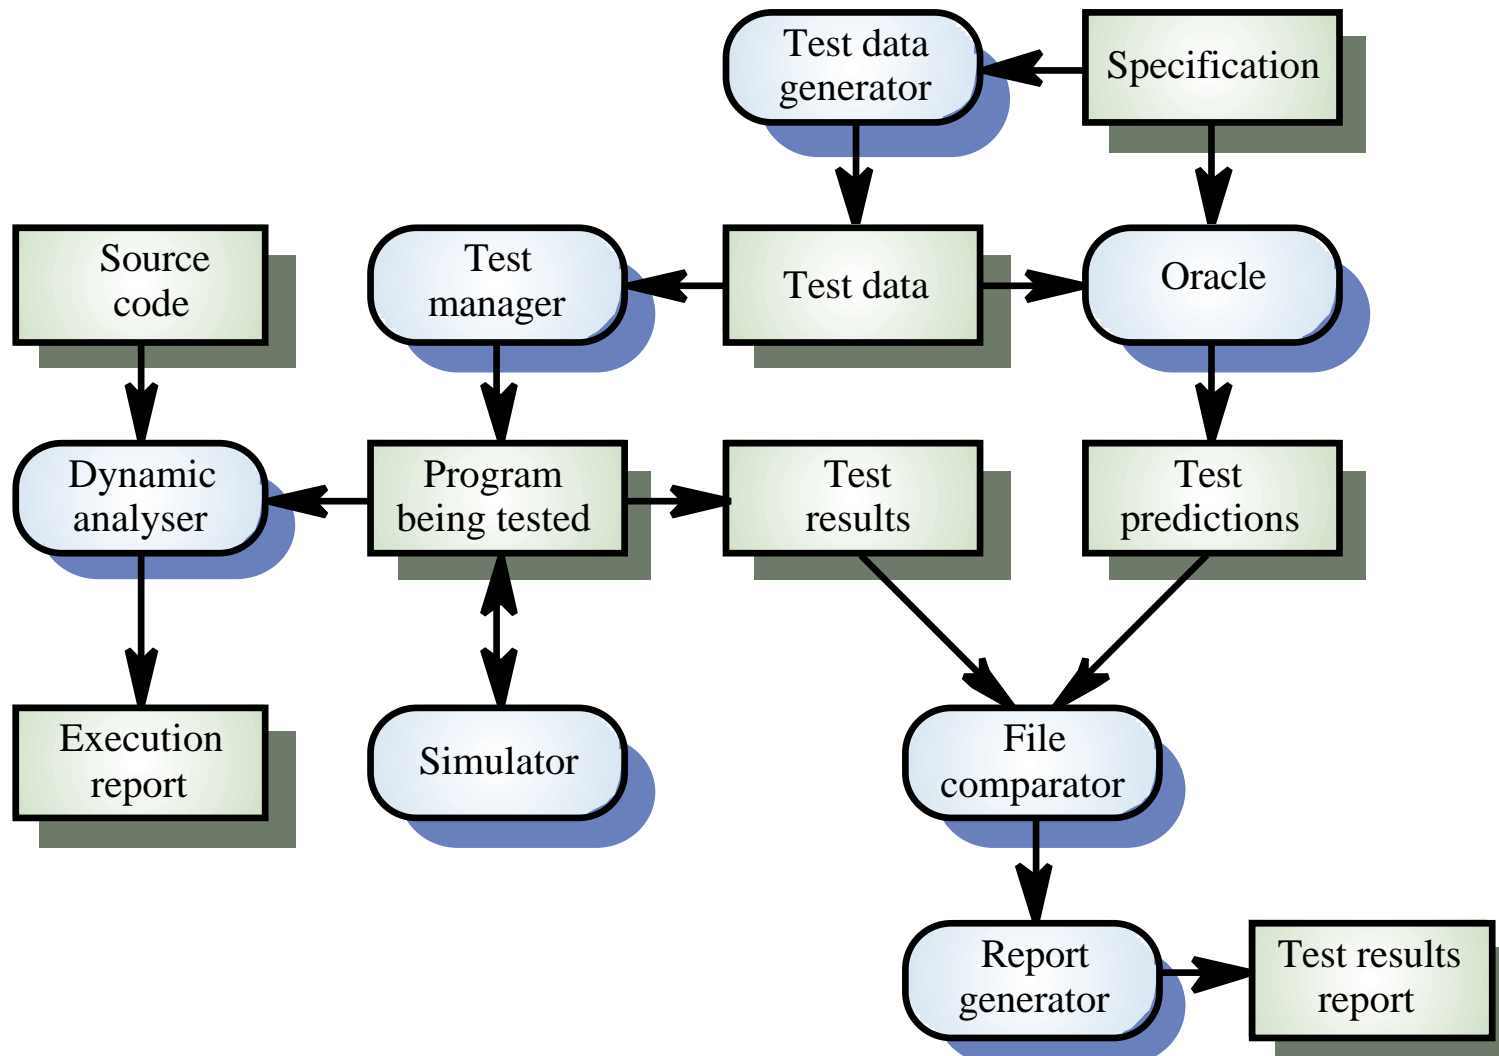 Test data
generator
Specification
Source
code
Test
manager
Test data
Oracle
Dynamic
analyser
Program
being tested
Test
results
Test
predictions
Execution
report
Simulator
File
comparator
Report
generator
Test results
report